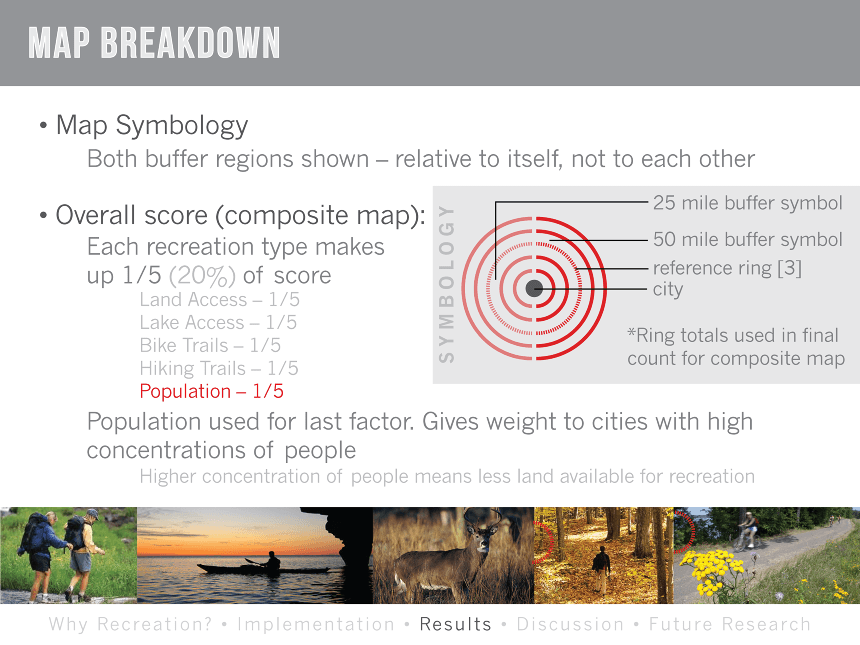 MAP BREAKDOWN
• Map Symbology
Both buffer regions shown – relative to itself, not to each other
• Overall score (composite map):
Each recreation type makes
up 1/5 (20%) of score
Land Access – 1/5
Lake Access – 1/5
Bike Trails – 1/5
Hiking Trails – 1/5
Population – 1/5
SYMBOLOGY
25 mile buffer symbol
50 mile buffer symbol
reference ring [3]
city
*Ring totals used in final
count for composite map
Population used for last factor. Gives weight to cities with high
concentrations of people
Higher concentration of people means less land available for recreation
Why Recreation? • Implementation • Results • Discussion • Future Research